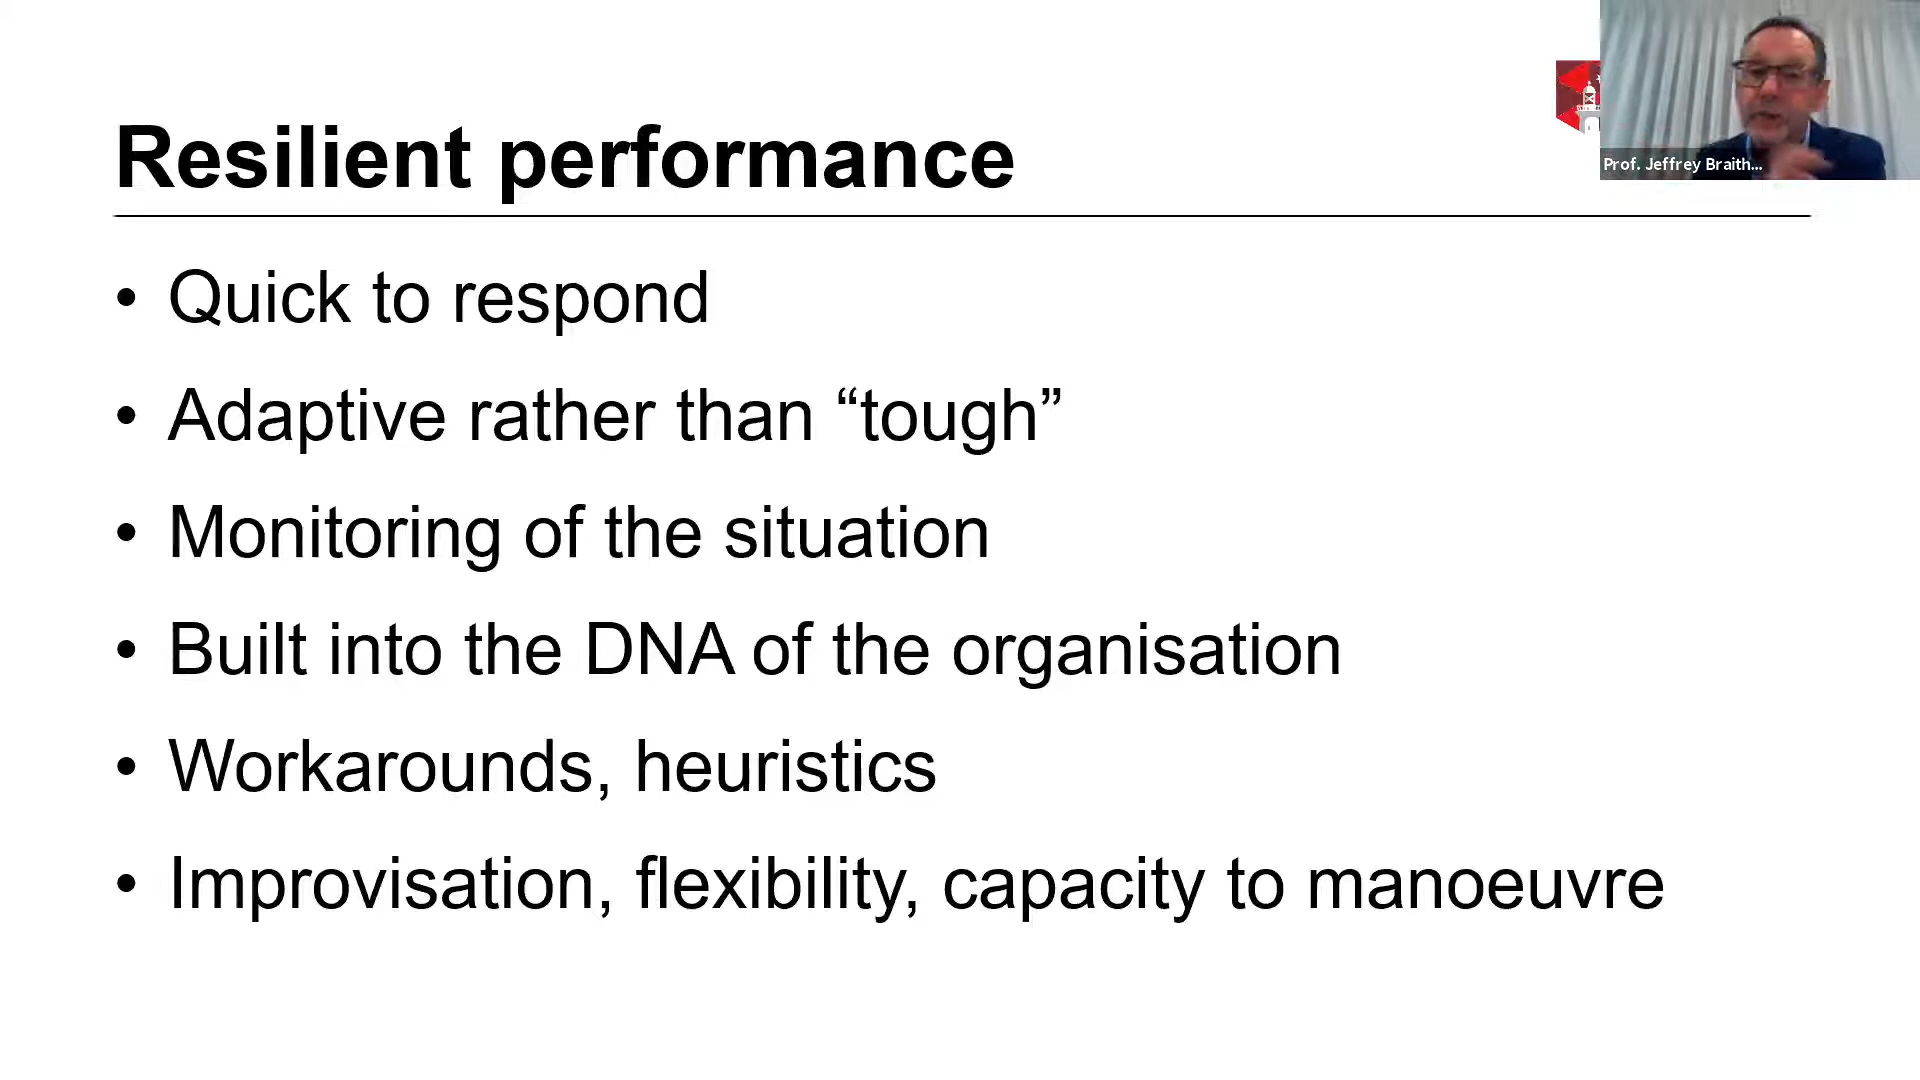 Resilient performance
Prof. Jeffrey Braith...
• Quick to respond
• Adaptive rather than “tough”
• Monitoring of the situation
• Built into the DNA of the organisation
• Workarounds, heuristics
• Improvisation, flexibility, capacity to manoeuvre